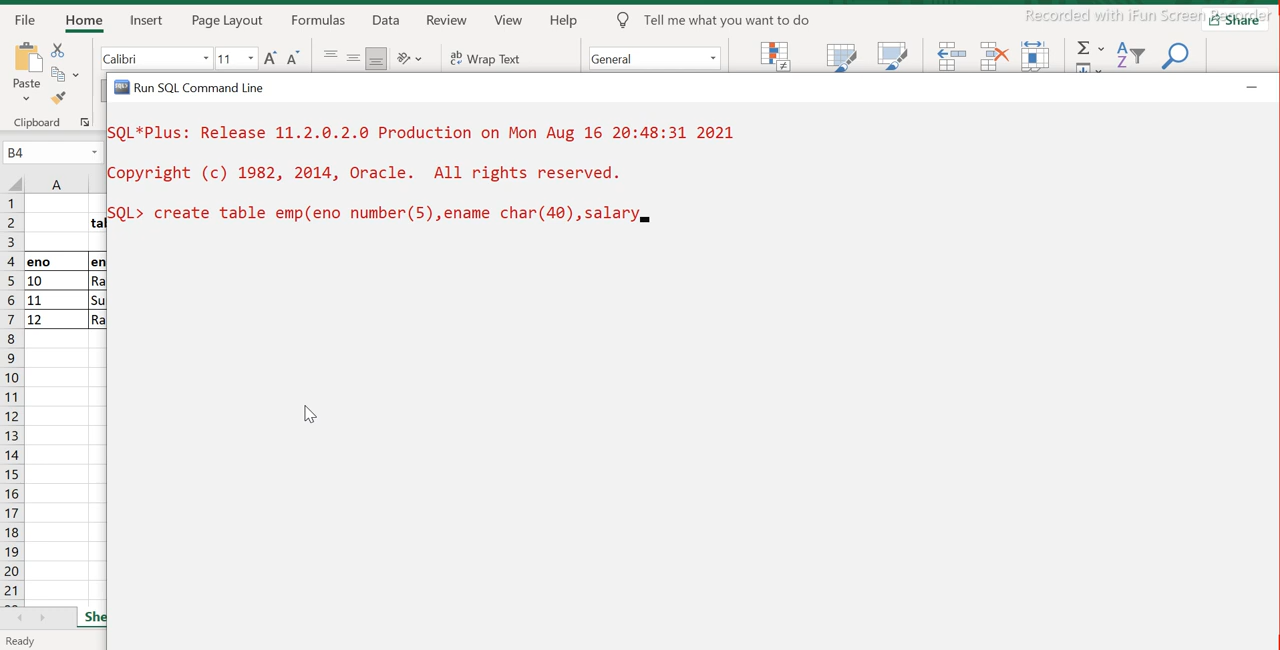 File Home Insert Page Layout Formulas Data Review View Help Tell me what you want to do Share
Recorded with iFun Screen Recorder
Calibri 11 ab Wrap Text General
Paste
Clipboard
Run SQL Command Line
B4
A
SQL*Plus: Release 11.2.0.2.0 Production on Mon Aug 16 20:48:31 2021
Copyright (c) 1982, 2014, Oracle.  All rights reserved.
SQL> create table emp(eno number(5),ename char(40),salary
1
2
3
4 eno
5 10
6 11
7 12
8
9
10
11
12
13
14
15
16
17
18
19
20
21
Ready